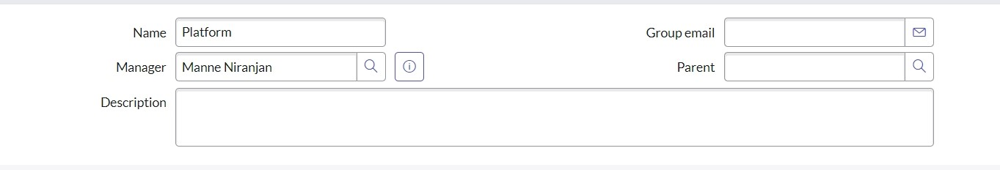 Name Platform Group email
Manager Manne Niranjan Parent
Description